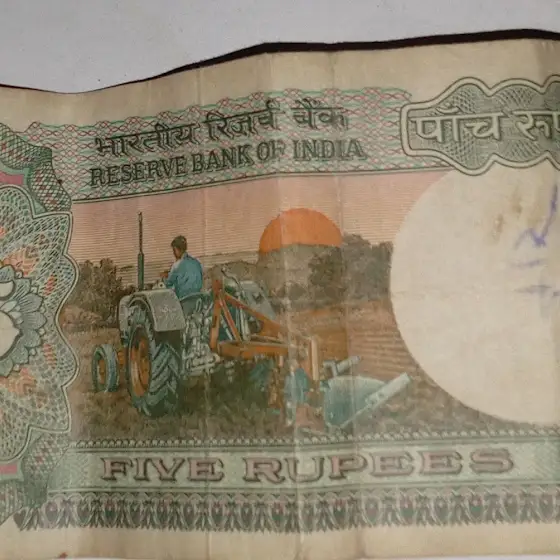 भारतीय रिज़र्व बैंक
पाँच
RESERVE BANK OF INDIA
FIVE RUPEES